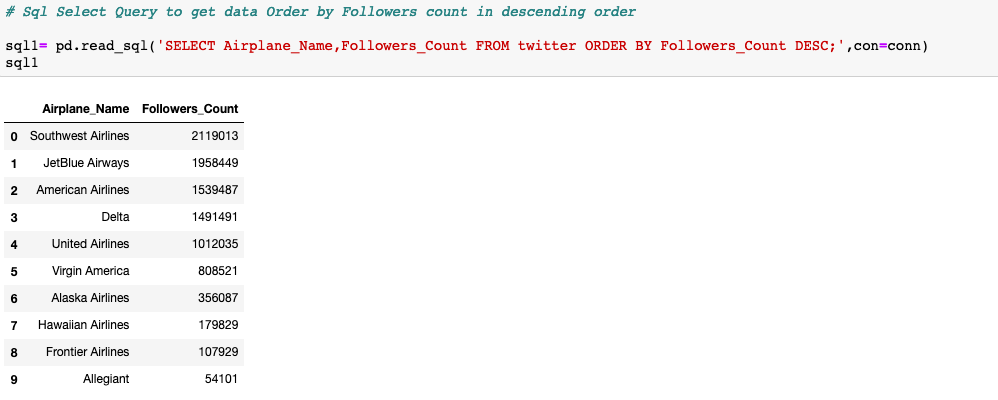 # Sql Select Query to get data Order by Followers count in descending order
sql1= pd.read_sql('SELECT Airplane_Name,Followers_Count FROM twitter ORDER BY Followers_Count DESC;',con=conn)
sql1
Airplane_Name Followers_Count
0 Southwest Airlines 2119013
1 JetBlue Airways 1958449
2 American Airlines 1539487
3 Delta 1491491
4 United Airlines 1012035
5 Virgin America 808521
6 Alaska Airlines 356087
7 Hawaiian Airlines 179829
8 Frontier Airlines 107929
9 Allegiant 54101